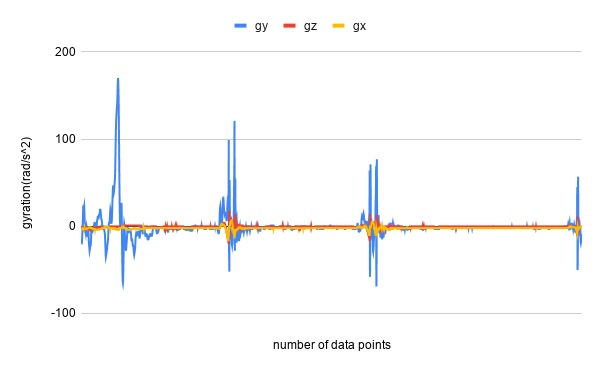 gy gz gx
200
100
0
-100
gyration(rad/s^2)
number of data points